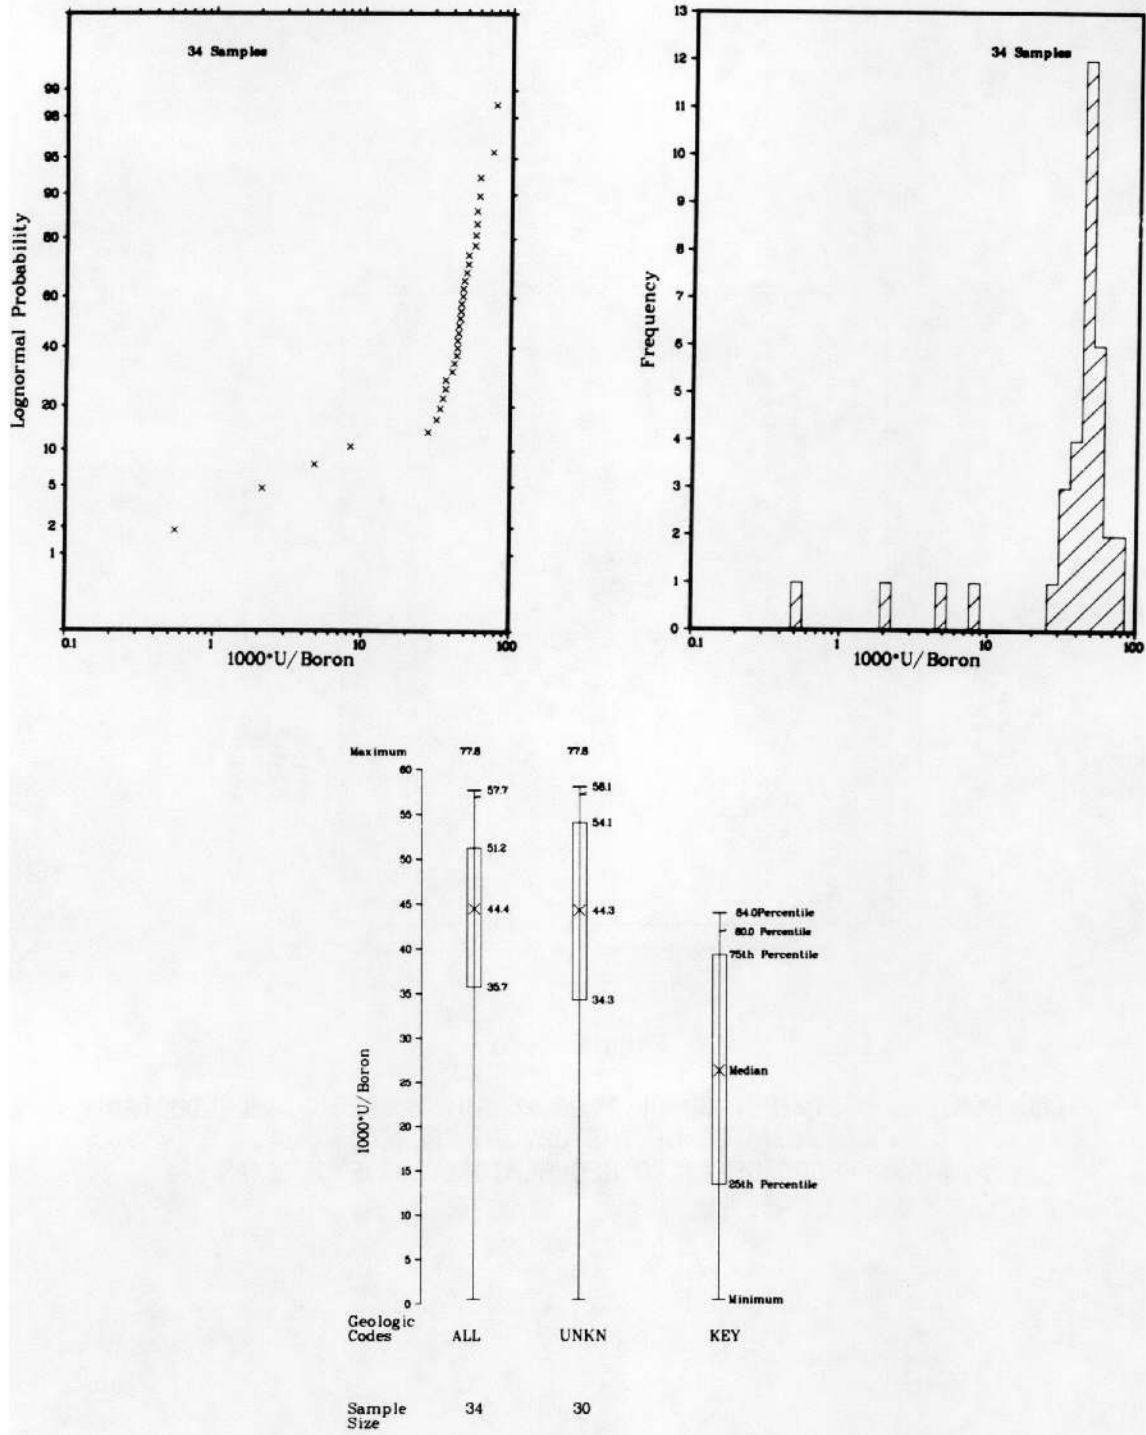 34 Samples
99
98
95
90
80
60
40
20
10
5
2
1
Lognormal Probability
0.1 1 10 100
1000*U/Boron
34 Samples
13
12
11
10
9
8
7
6
5
4
3
2
1
0
Frequency
0.1 1 10 100
1000*U/Boron
Maximum 77.8 77.8
60
55
50
45
40
35
30
25
20
15
10
5
0
1000*U/Boron
57.7
51.2
44.4
35.7
58.1
54.1
44.3
34.3
84.0Percentile
80.0 Percentile
75th Percentile
Median
25th Percentile
Minimum
Geologic
Codes ALL UNKN KEY
Sample
Size 34 30